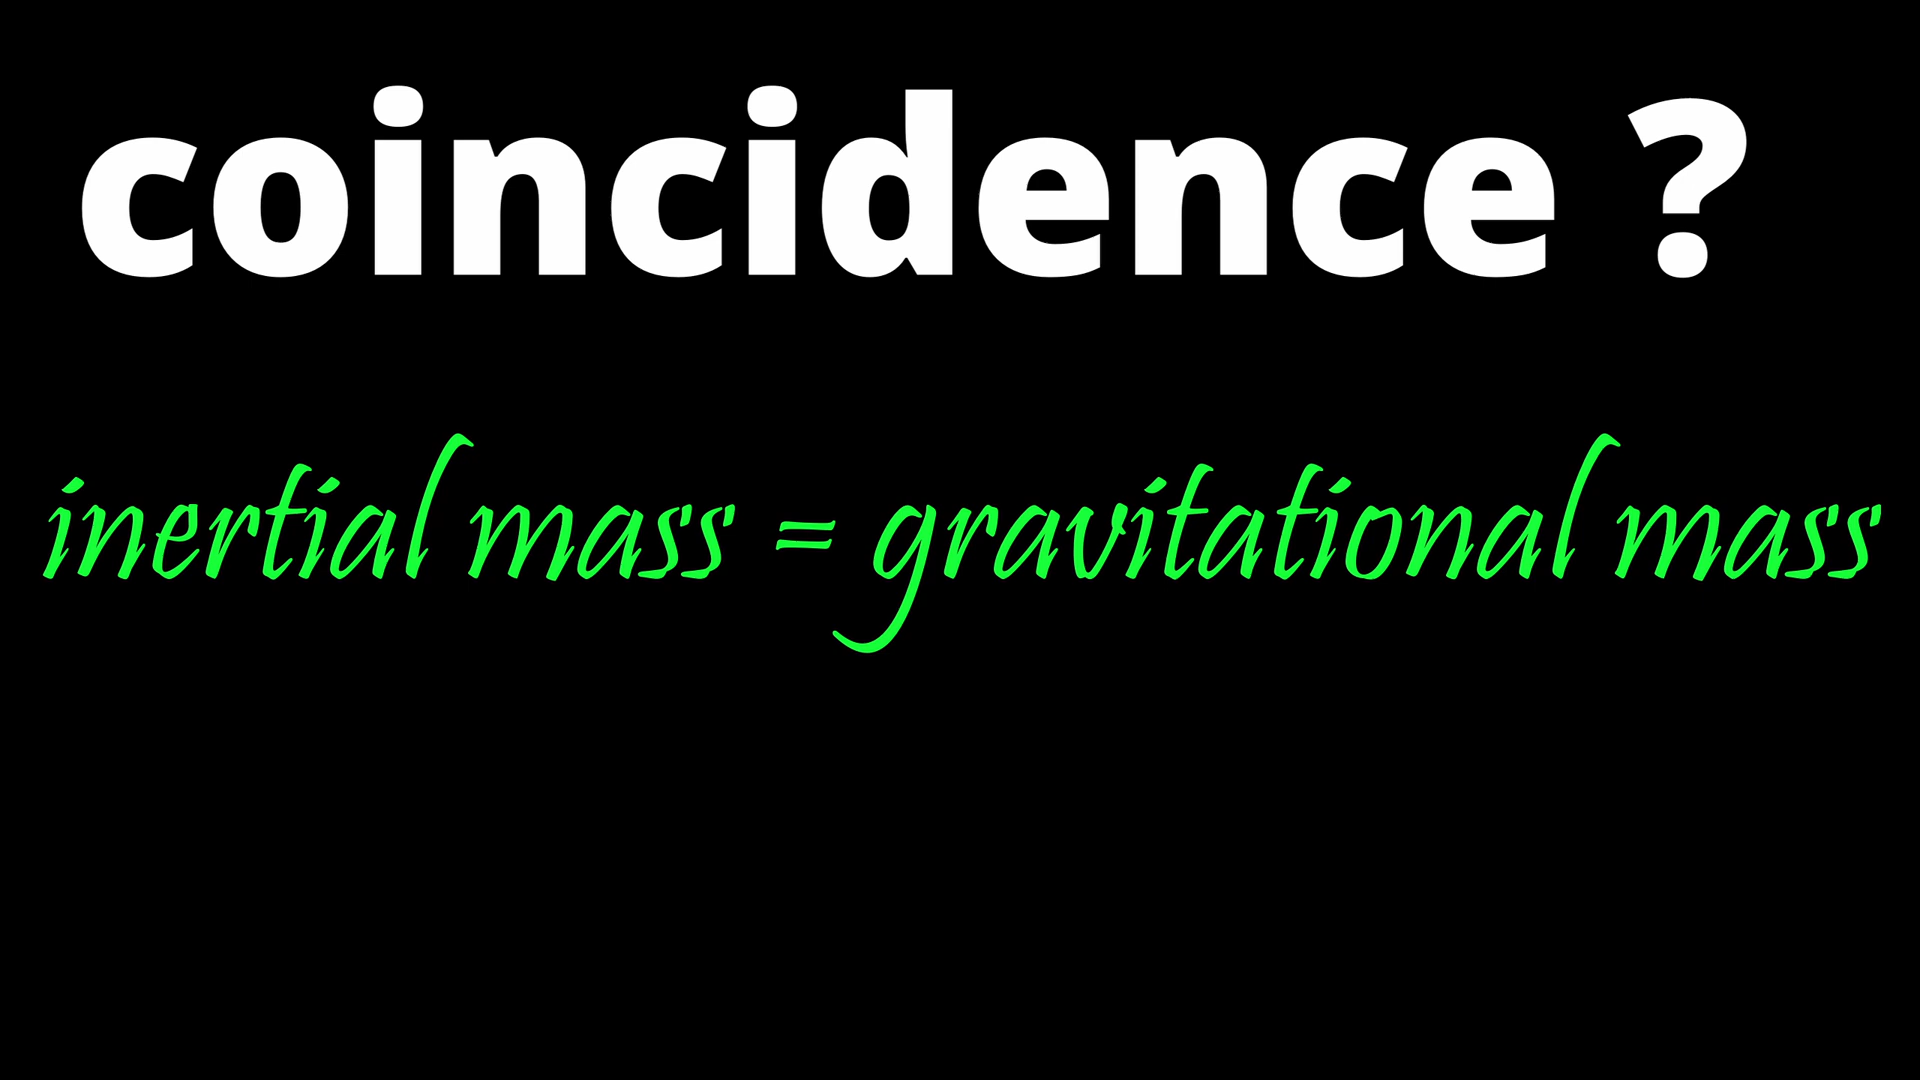 coincidence ?
inertial mass = gravitational mass